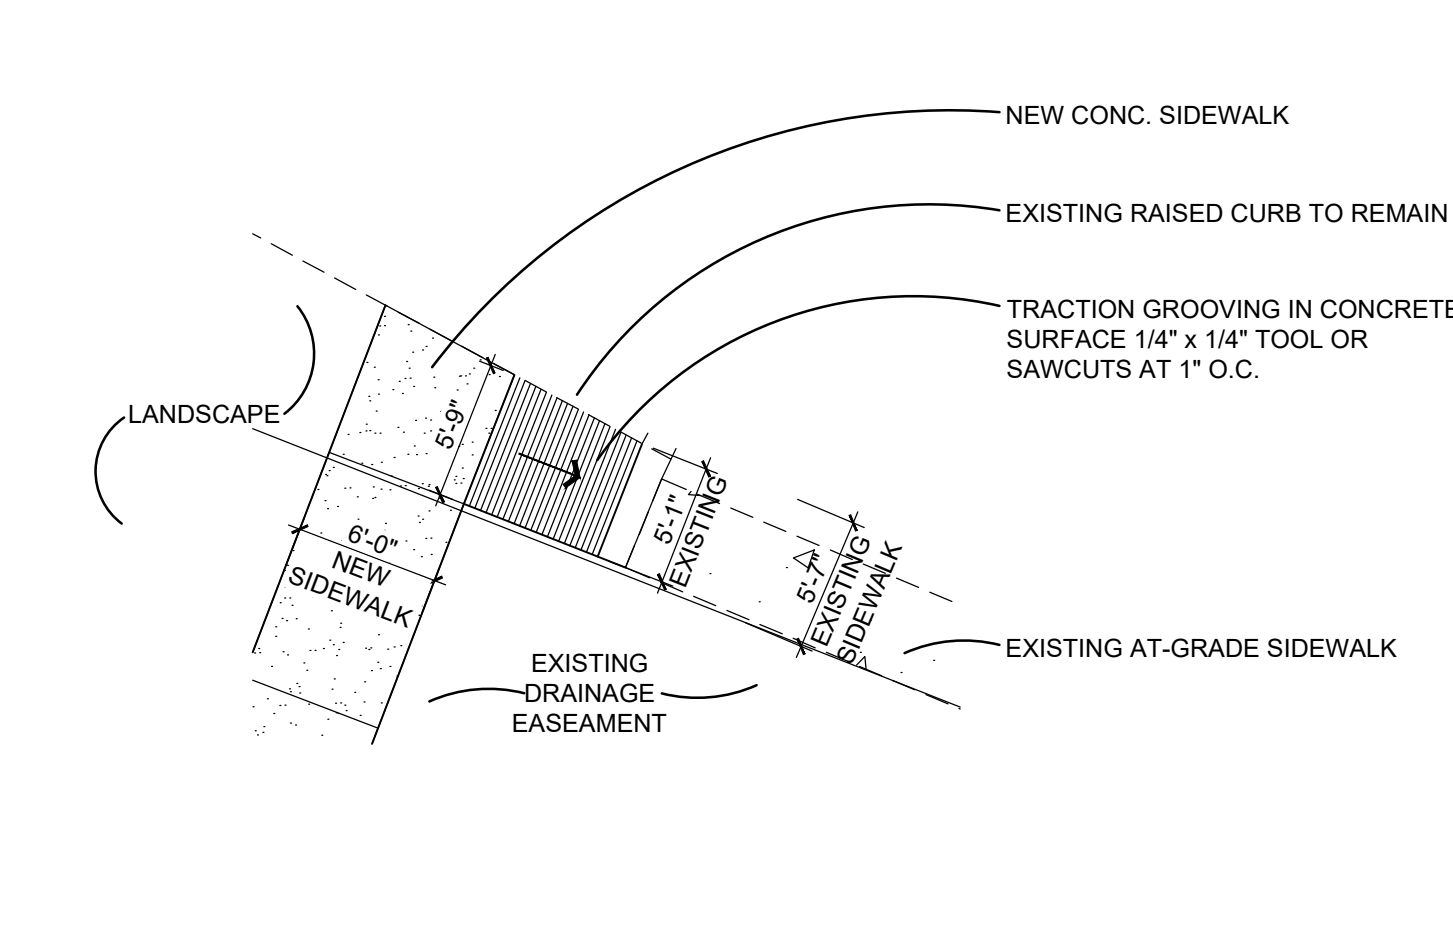 NEW CONC. SIDEWALK
EXISTING RAISED CURB TO REMAIN
TRACTION GROOVING IN CONCRETE
SURFACE 1/4" x 1/4" TOOL OR
SAWCUTS AT 1" O.C.
LANDSCAPE
5'-9"
5'-1"
EXISTING
5'-7"
EXISTING
SIDEWALK
6'-0"
NEW
SIDEWALK
EXISTING AT-GRADE SIDEWALK
EXISTING
DRAINAGE
EASEAMENT